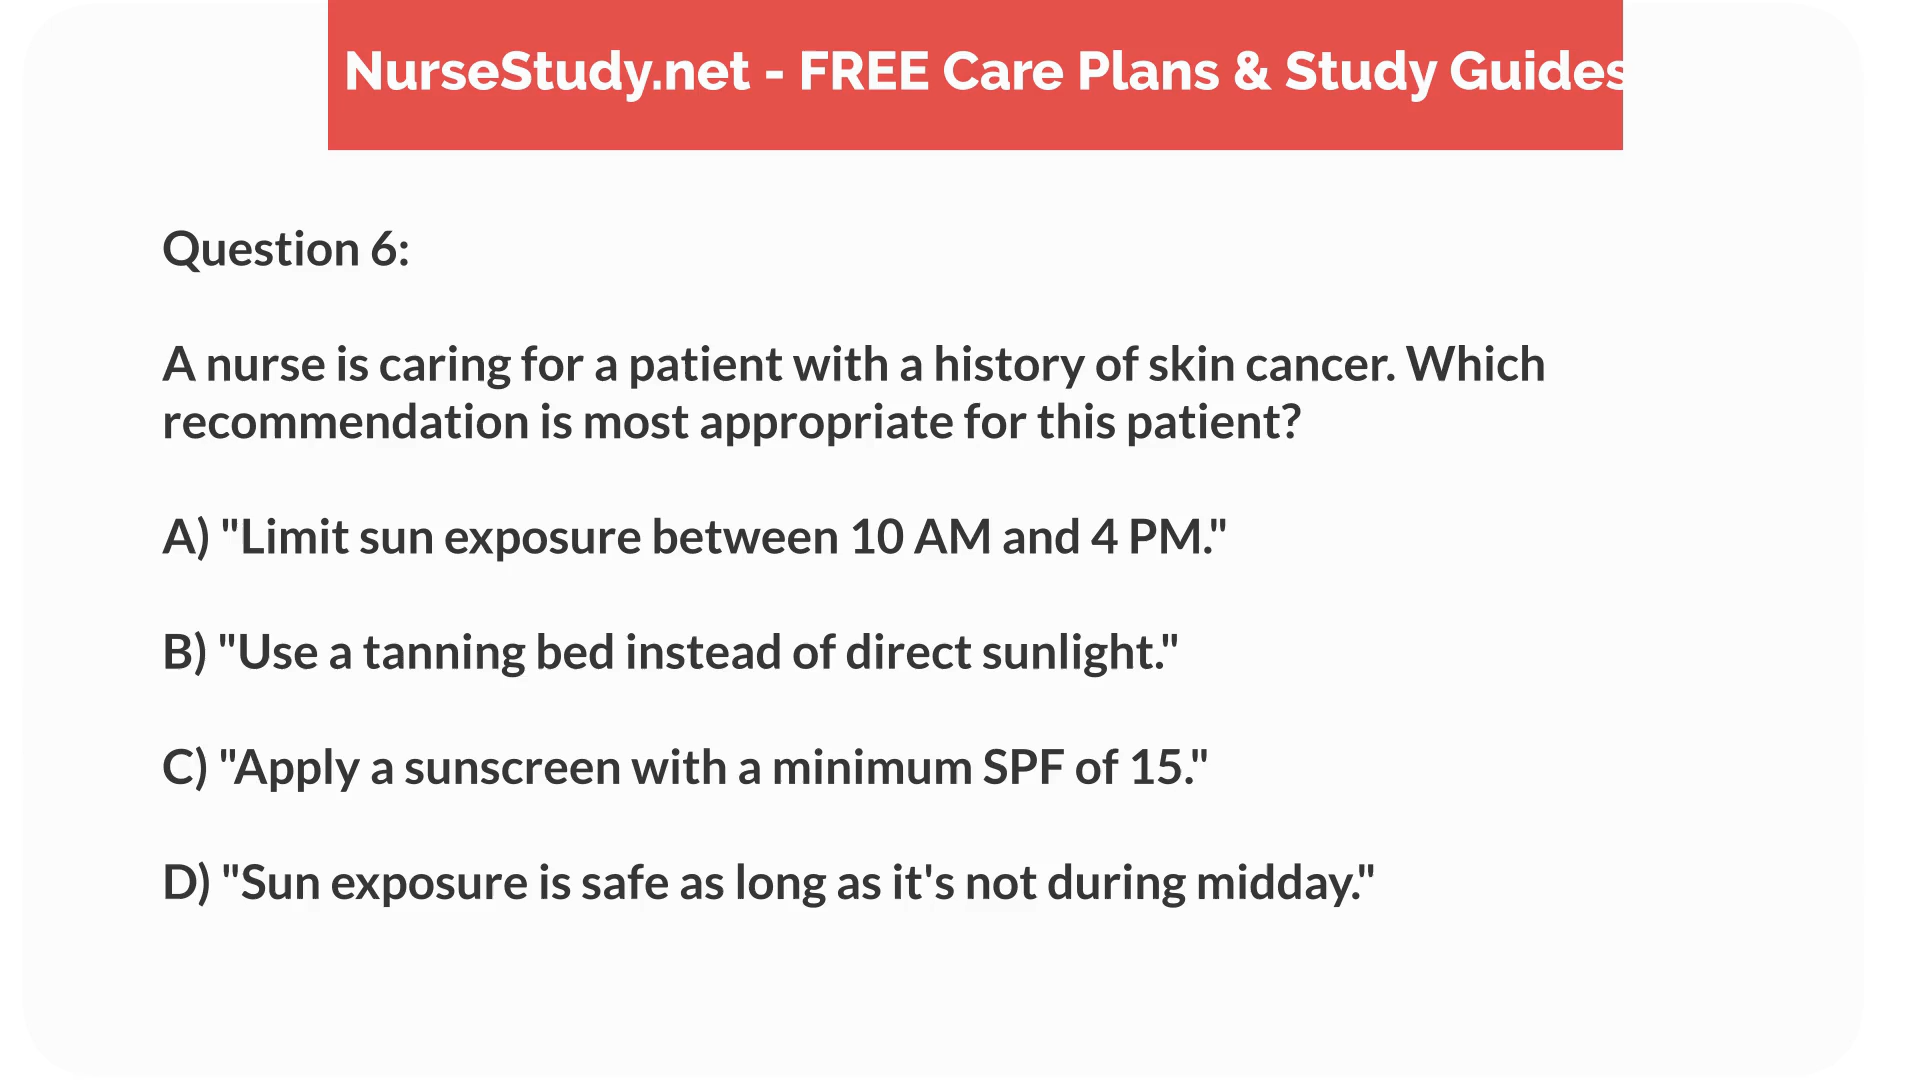 NurseStudy.net - FREE Care Plans & Study Guides
Question 6:
A nurse is caring for a patient with a history of skin cancer. Which
recommendation is most appropriate for this patient?
A) "Limit sun exposure between 10 AM and 4 PM."
B) "Use a tanning bed instead of direct sunlight."
C) "Apply a sunscreen with a minimum SPF of 15."
D) "Sun exposure is safe as long as it's not during midday."